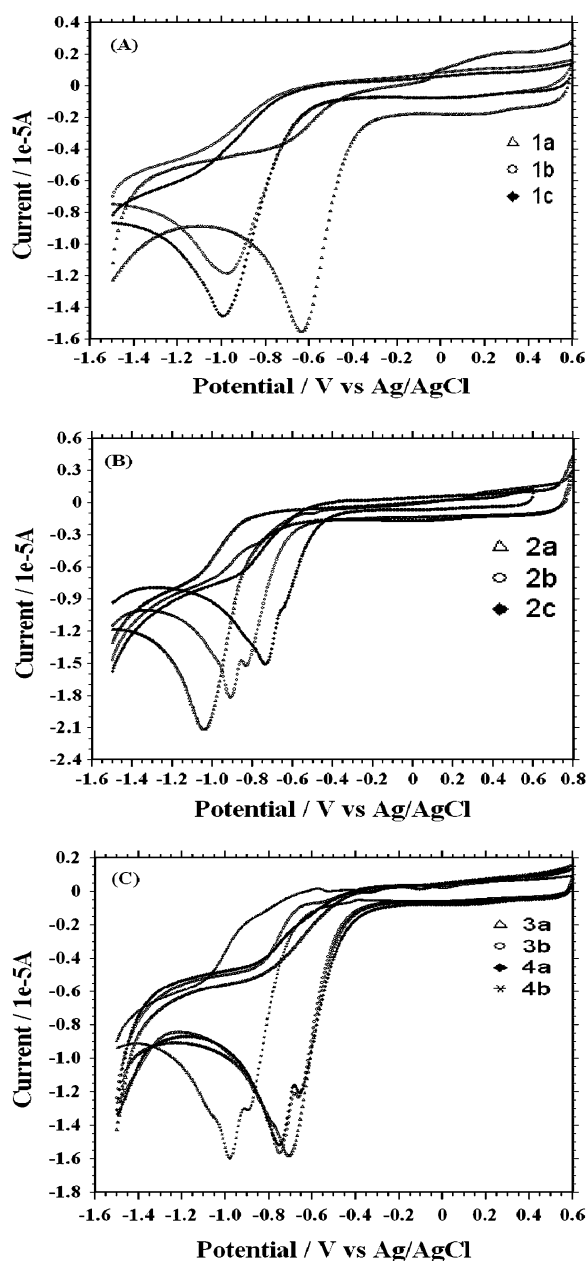 (A)
0.4
0.2
0
-0.2
-0.4
-0.6
-0.8
-1.0
-1.2
-1.4
-1.6
Current / 1e-5A
1a
1b
1c
-1.6 -1.4 -1.2 -1.0 -0.8 -0.6 -0.4 -0.2 0 0.2 0.4 0.6
Potential / V vs Ag/AgCl
(B)
0.6
0.3
0
-0.3
-0.6
-0.9
-1.2
-1.5
-1.8
-2.1
-2.4
Current / 1e-5A
2a
2b
2c
-1.6 -1.4 -1.2 -1.0 -0.8 -0.6 -0.4 -0.2 0 0.2 0.4 0.6 0.8
Potential / V vs Ag/AgCl
(C)
0.2
0
-0.2
-0.4
-0.6
-0.8
-1.0
-1.2
-1.4
-1.6
-1.8
Current / 1e-5A
3a
3b
4a
4b
-1.6 -1.4 -1.2 -1.0 -0.8 -0.6 -0.4 -0.2 0 0.2 0.4 0.6
Potential / V vs Ag/AgCl